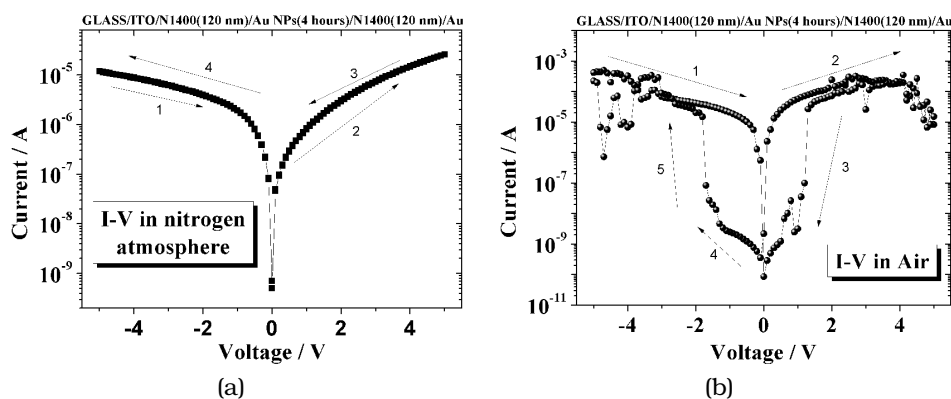 GLASS/ITO/N1400(120 nm)/Au NPs(4 hours)/N1400(120 nm)/Au
10⁻⁵
10⁻⁶
10⁻⁷
10⁻⁸
10⁻⁹
Current / A
4
3
1
2
I-V in nitrogen
atmosphere
-4
-2
0
2
4
Voltage / V
(a)
GLASS/ITO/N1400(120 nm)/Au NPs(4 hours)/N1400(120 nm)/Au
10⁻³
10⁻⁵
10⁻⁷
10⁻⁹
10⁻¹¹
Current / A
1
2
5
3
4
I-V in Air
-4
-2
0
2
4
Voltage / V
(b)